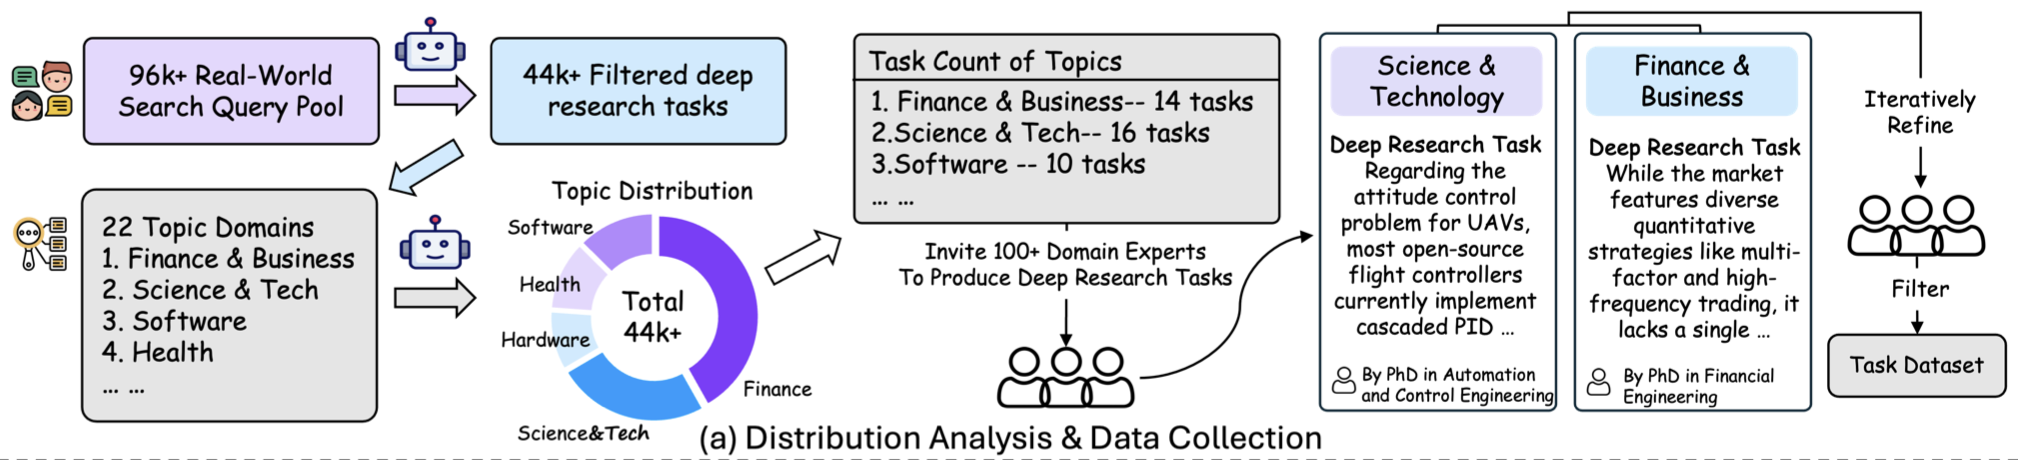 96k+ Real-World
Search Query Pool
44k+ Filtered deep
research tasks
22 Topic Domains
1. Finance & Business
2. Science & Tech
3. Software
4. Health
... ...
Topic Distribution
Software
Health
Hardware
Science&Tech
Finance
Total
44k+
Task Count of Topics
1. Finance & Business-- 14 tasks
2.Science & Tech-- 16 tasks
3.Software -- 10 tasks
... ...
Invite 100+ Domain Experts
To Produce Deep Research Tasks
Science &
Technology
Deep Research Task
Regarding the
attitude control
problem for UAVs,
most open-source
flight controllers
currently implement
cascaded PID ...
By PhD in Automation
and Control Engineering
Finance &
Business
Deep Research Task
While the market
features diverse
quantitative
strategies like multi-
factor and high-
frequency trading, it
lacks a single ...
By PhD in Financial
Engineering
Iteratively
Refine
Filter
Task Dataset
(a) Distribution Analysis & Data Collection